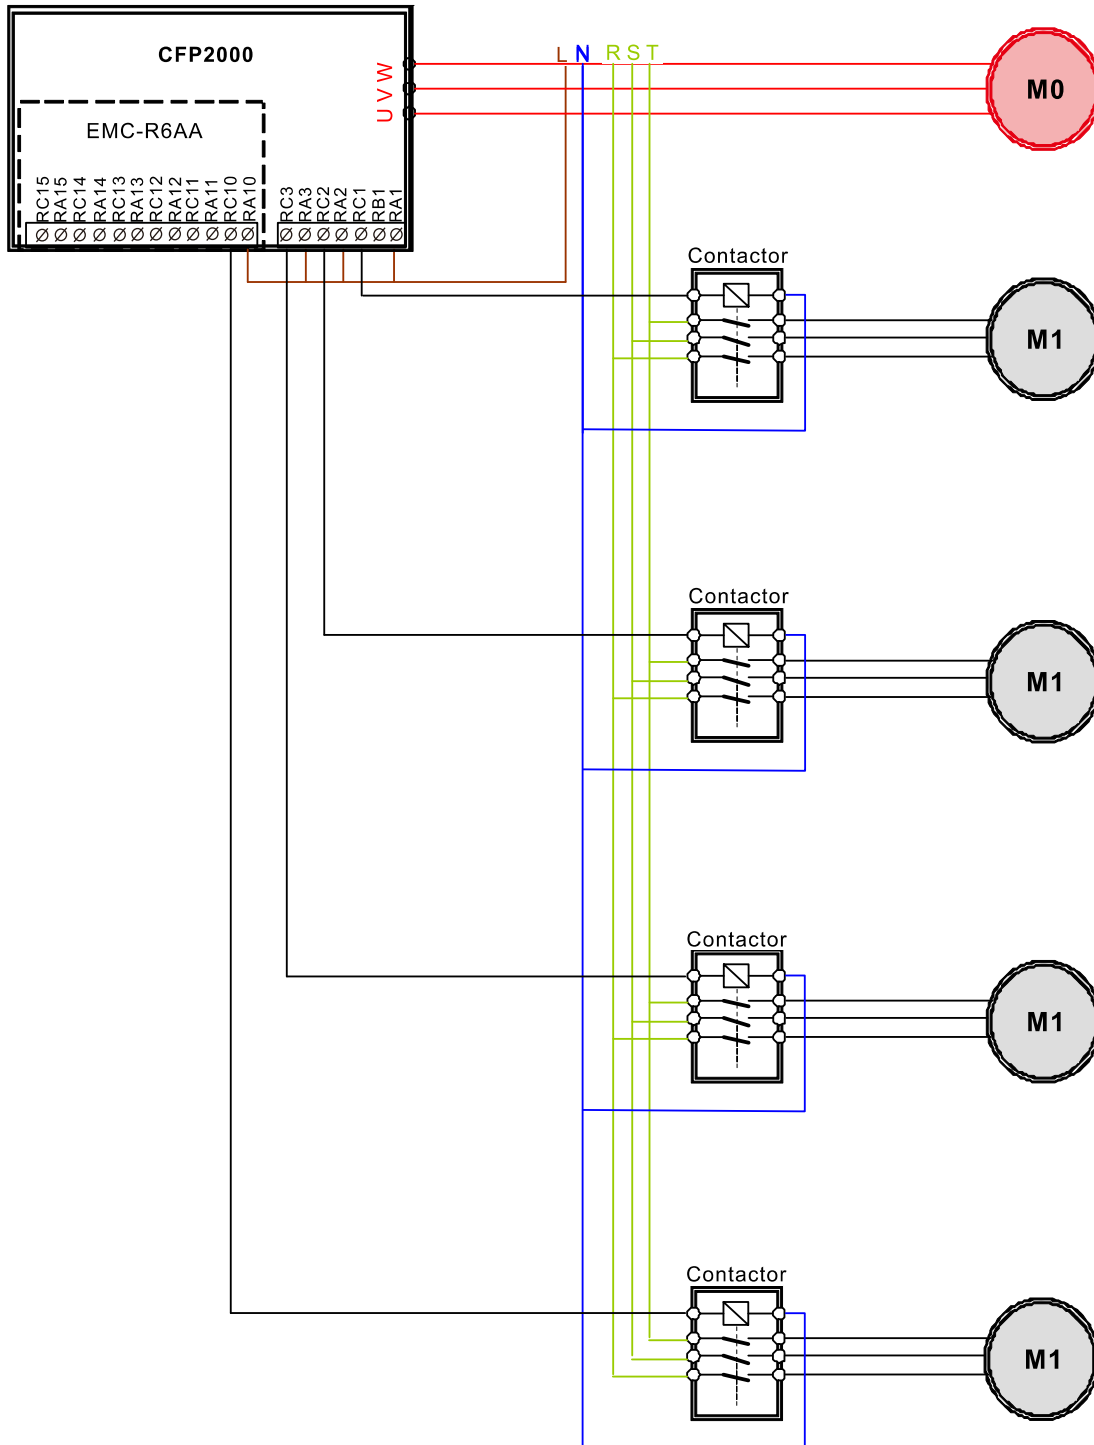 CFP2000
L N R S T
W
V
U
M0
EMC-R6AA
RC15
RA15
RC14
RA14
RC13
RA13
RC12
RA12
RC11
RA11
RC10
RA10
RC3
RA3
RC2
RA2
RC1
RB1
RA1
Contactor
M1
Contactor
M1
Contactor
M1
Contactor
M1